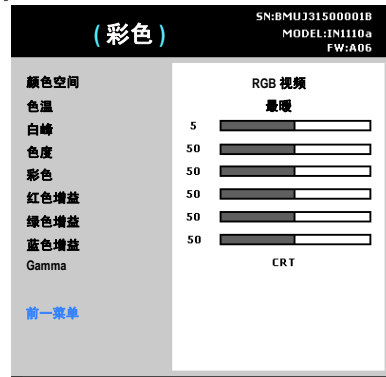 SN:BMUJ31500001B
(彩色)
MODEL:IN1110a
FW:A06
颜色空间 RGB 视频
色温 最暖
白峰 5
色度 50
彩色 50
红色增益 50
绿色增益 50
蓝色增益 50
Gamma CRT
前一菜单